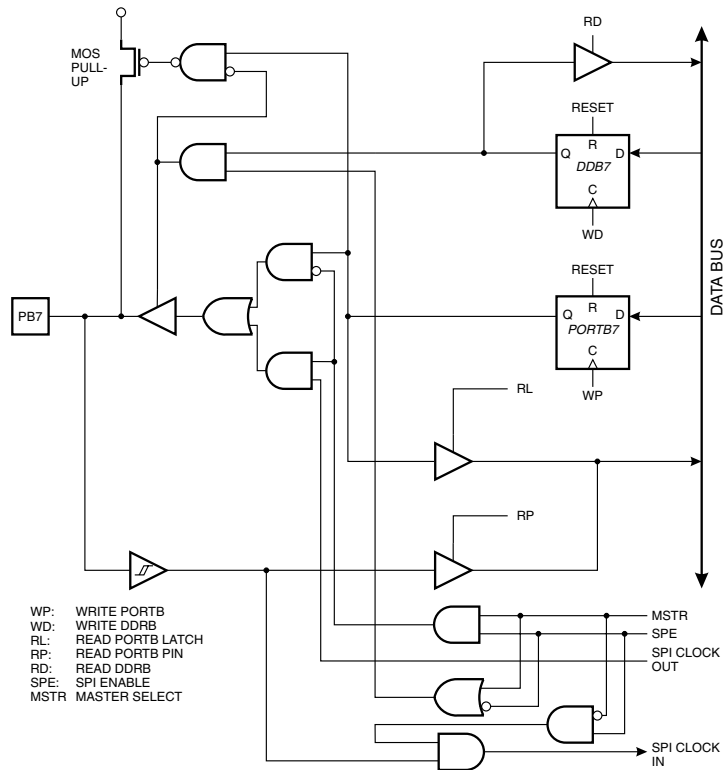 RD
MOS
PULL-
UP
RESET
R
Q
D
DDB7
C
WD
RESET
R
Q
D
PORTB7
C
WP
DATA BUS
PB7
RL
RP
WP: WRITE PORTB
WD: WRITE DDRB
RL: READ PORTB LATCH
RP: READ PORTB PIN
RD: READ DDRB
SPE: SPI ENABLE
MSTR MASTER SELECT
MSTR
SPE
SPI CLOCK
OUT
SPI CLOCK
IN